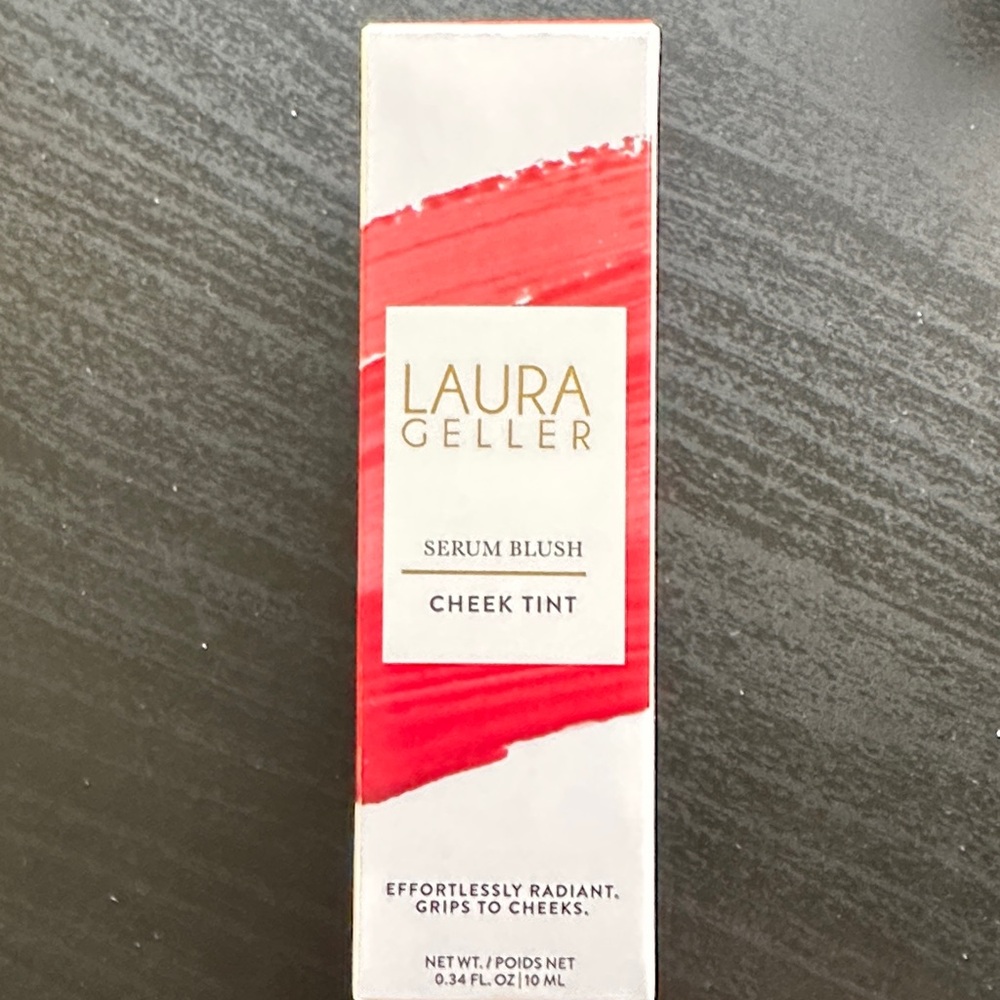 LAURA
GELLER
SERUM BLUSH
CHEEK TINT
EFFORTLESSLY RADIANT.
GRIPS TO CHEEKS.
NET WT. / POIDS NET
0.34 FL. OZ | 10 ML